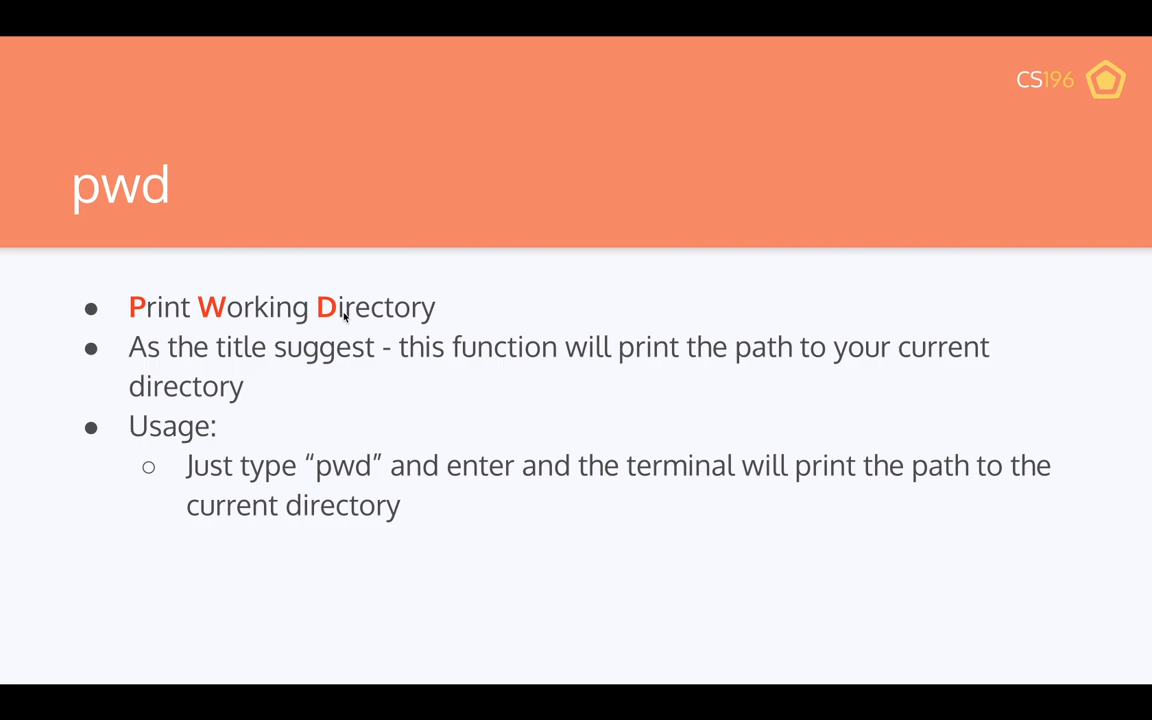 CS196
pwd
● Print Working Directory
● As the title suggest - this function will print the path to your current
directory
● Usage:
○ Just type “pwd” and enter and the terminal will print the path to the
current directory